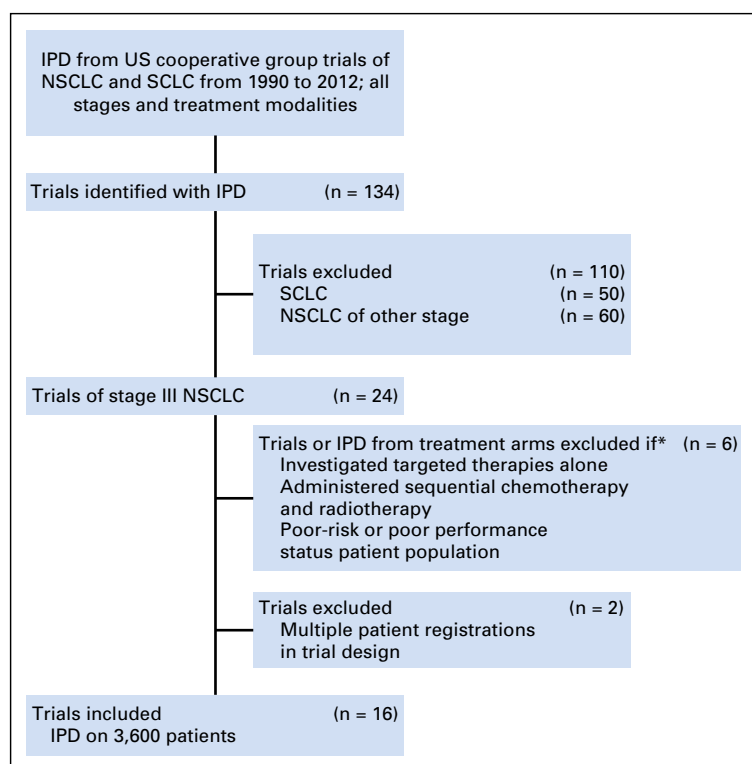 IPD from US cooperative group trials of
NSCLC and SCLC from 1990 to 2012; all
stages and treatment modalities
Trials identified with IPD (n = 134)
Trials excluded (n = 110)
SCLC (n = 50)
NSCLC of other stage (n = 60)
Trials of stage III NSCLC (n = 24)
Trials or IPD from treatment arms excluded if* (n = 6)
Investigated targeted therapies alone
Administered sequential chemotherapy
and radiotherapy
Poor-risk or poor performance
status patient population
Trials excluded (n = 2)
Multiple patient registrations
in trial design
Trials included (n = 16)
IPD on 3,600 patients